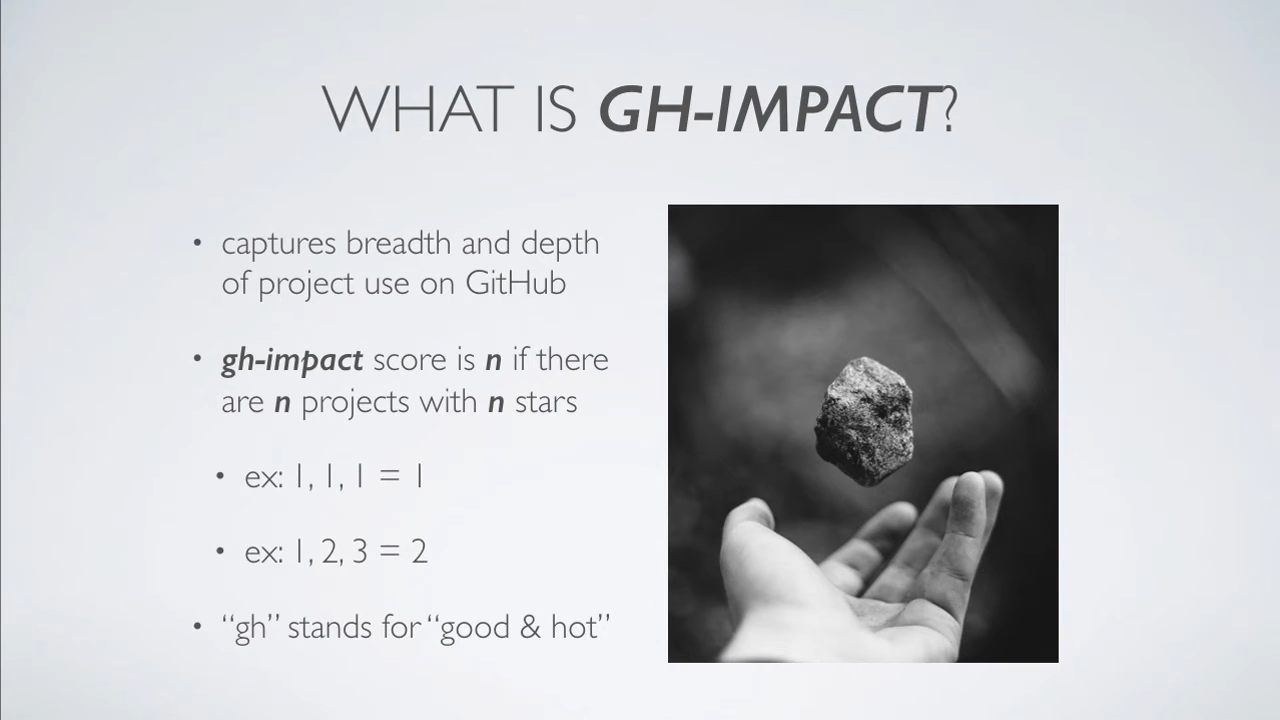 WHAT IS GH-IMPACT?
• captures breadth and depth
of project use on GitHub
• gh-impact score is n if there
are n projects with n stars
• ex: 1, 1, 1 = 1
• ex: 1, 2, 3 = 2
• “gh” stands for “good & hot”